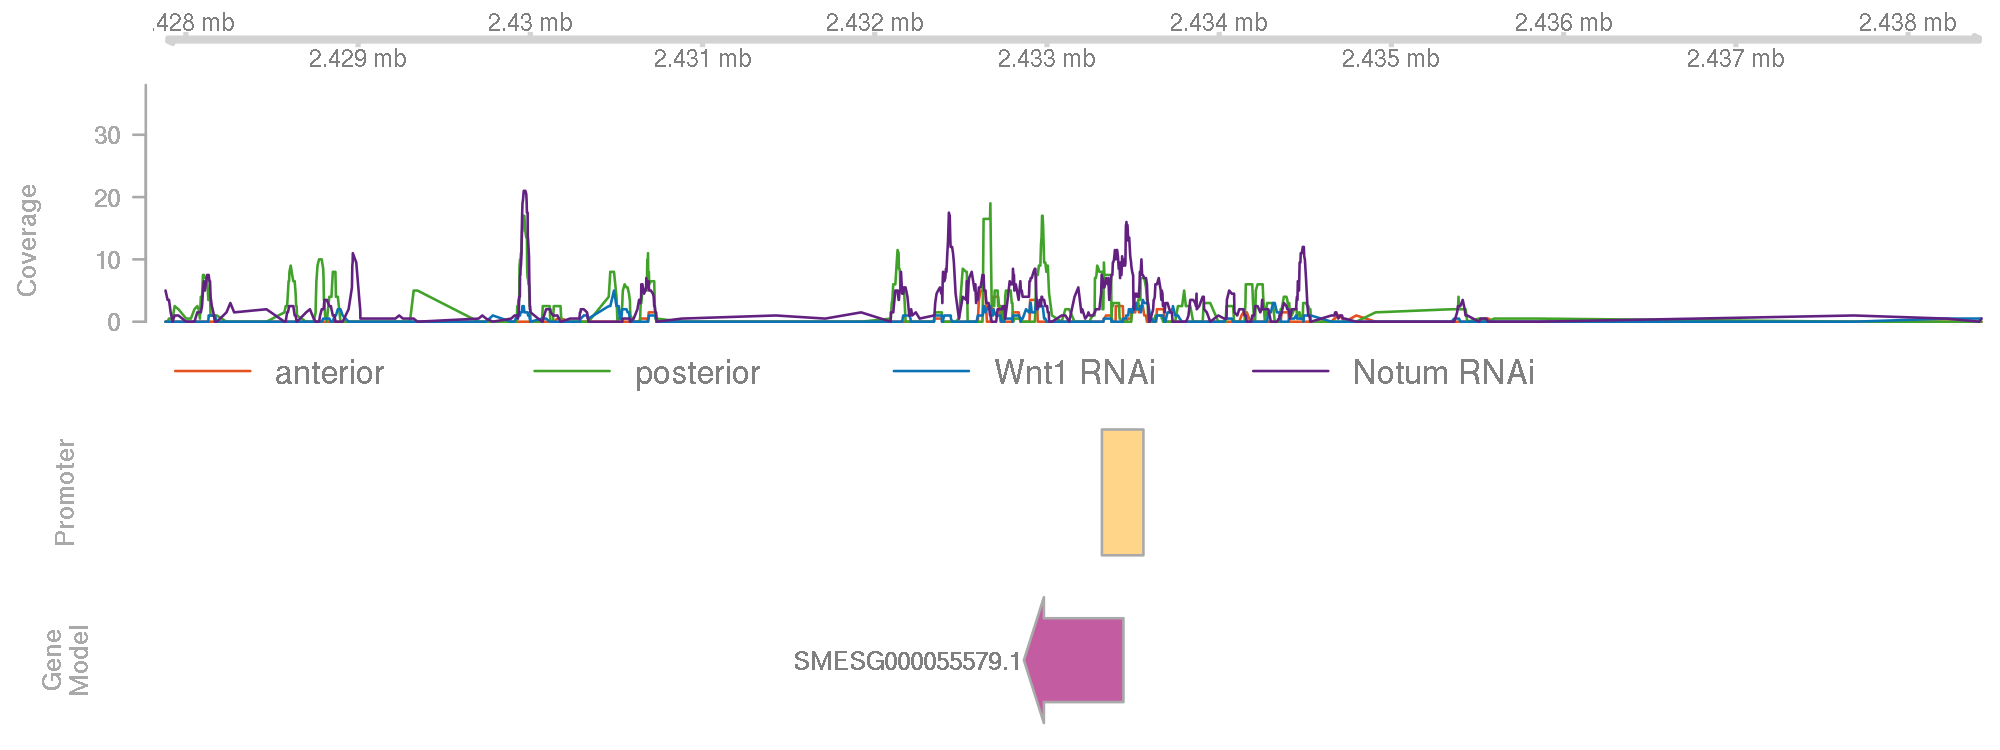 .428 mb 2.43 mb 2.432 mb 2.434 mb 2.436 mb 2.438 mb
2.429 mb 2.431 mb 2.433 mb 2.435 mb 2.437 mb
Coverage
30
20
10
0
anterior posterior Wnt1 RNAi Notum RNAi
Promoter
Gene
Model
SMESG000055579.1